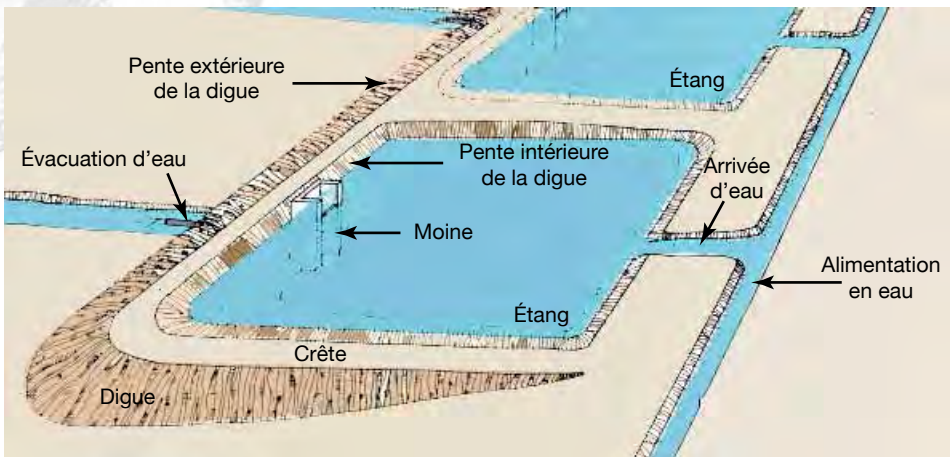 Pente extérieure
de la digue
Étang
Évacuation d'eau
Pente intérieure
de la digue
Arrivée
d'eau
Moine
Alimentation
en eau
Étang
Crête
Digue